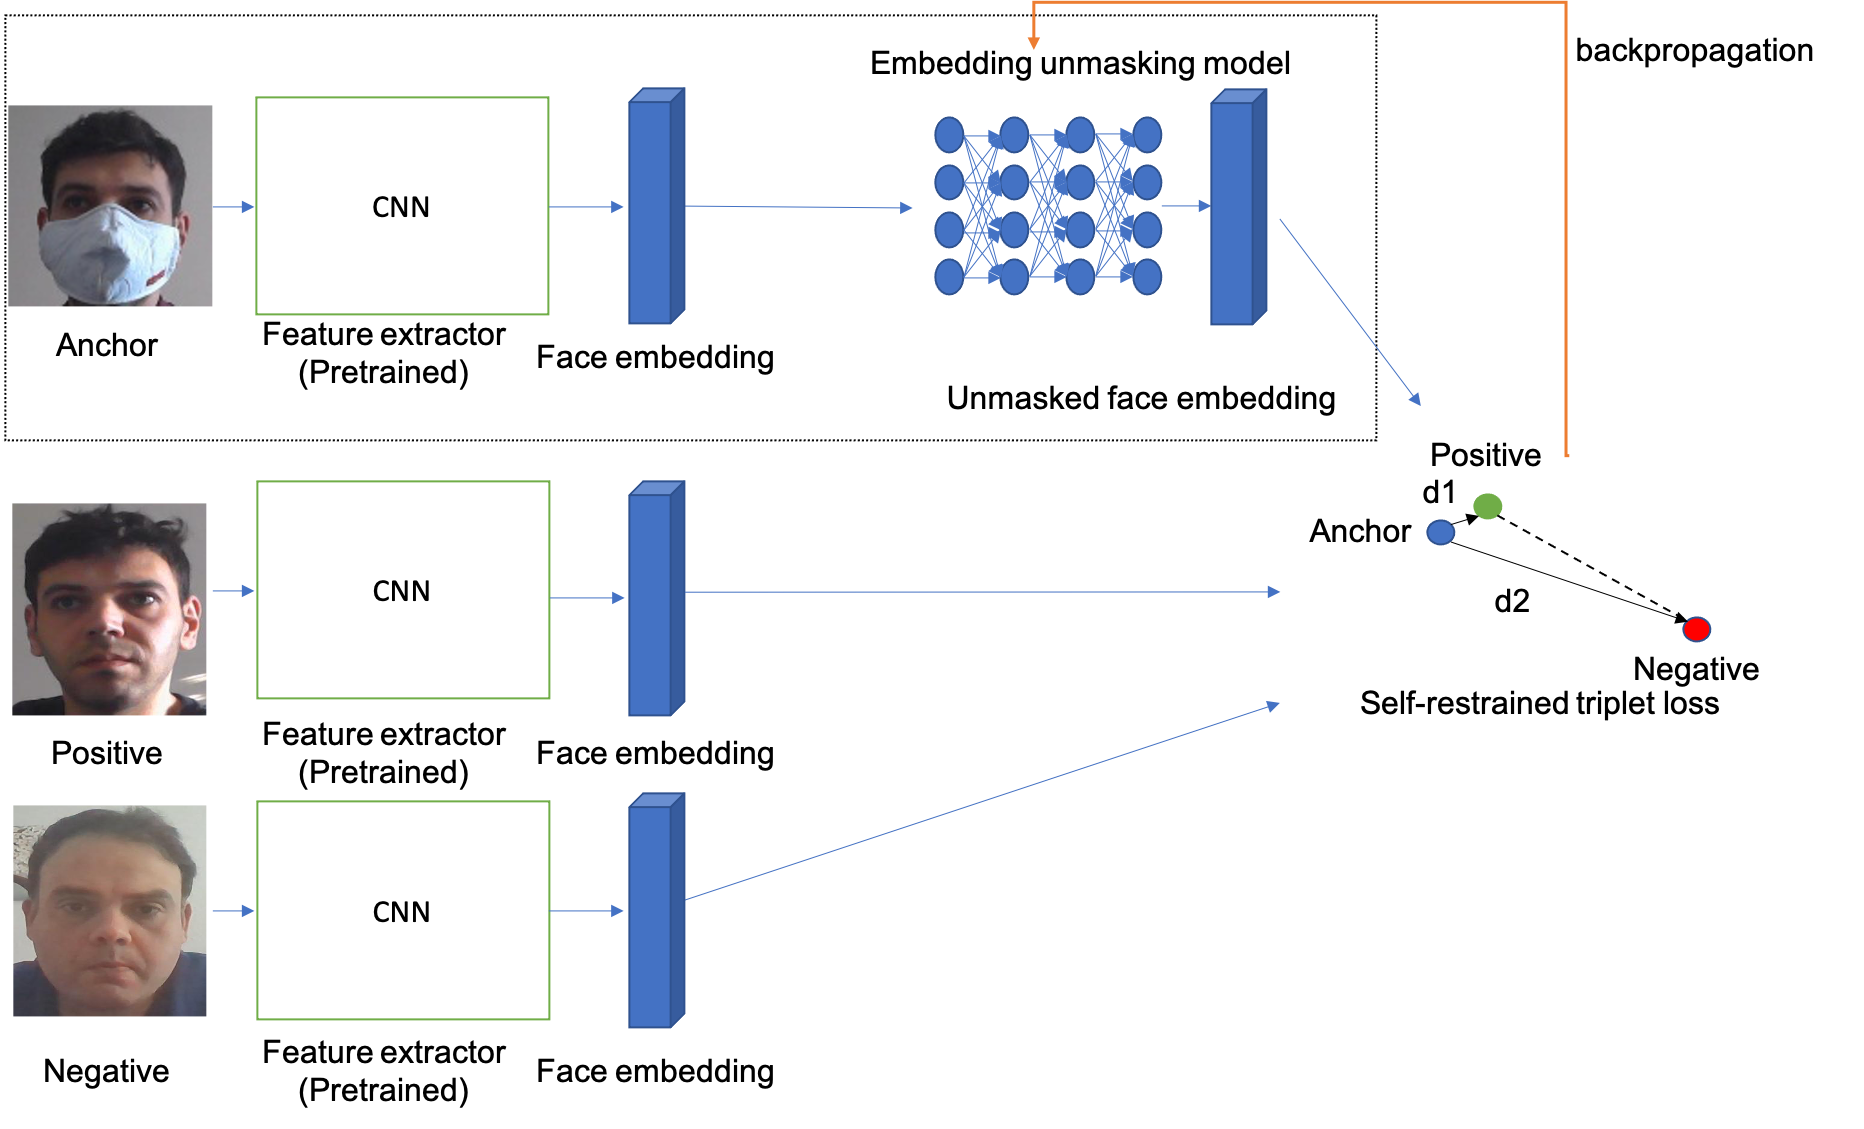 backpropagation
Embedding unmasking model
CNN
Anchor
Feature extractor
(Pretrained)
Face embedding
Unmasked face embedding
Positive
d1
Anchor
d2
Negative
Self-restrained triplet loss
CNN
Positive
Feature extractor
(Pretrained)
Face embedding
CNN
Negative
Feature extractor
(Pretrained)
Face embedding